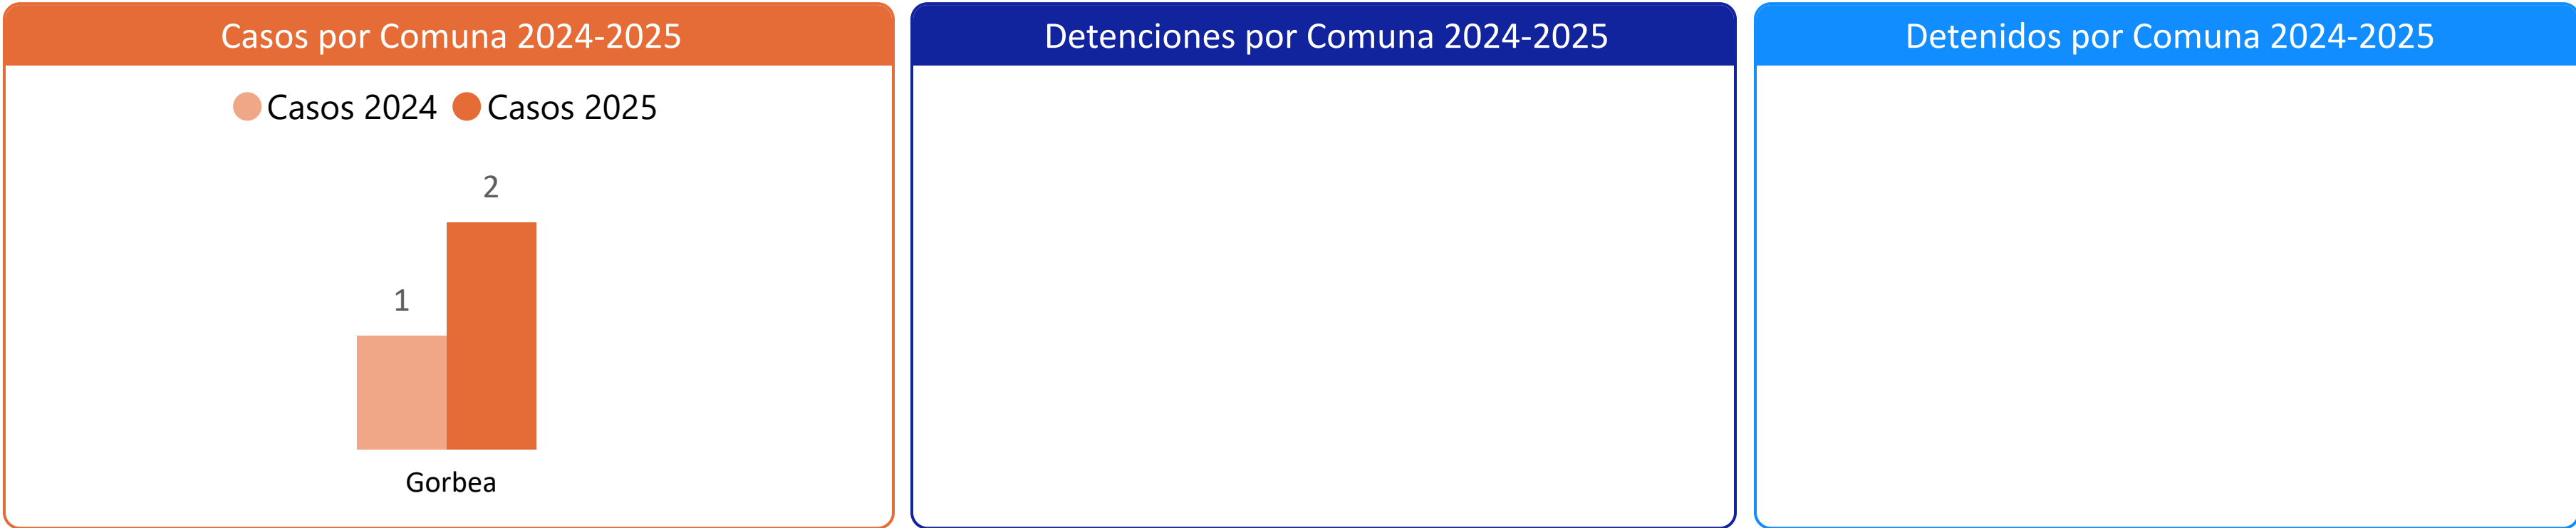 Casos por Comuna 2024-2025
Casos 2024 Casos 2025
2
1
Gorbea
Detenciones por Comuna 2024-2025
Detenidos por Comuna 2024-2025